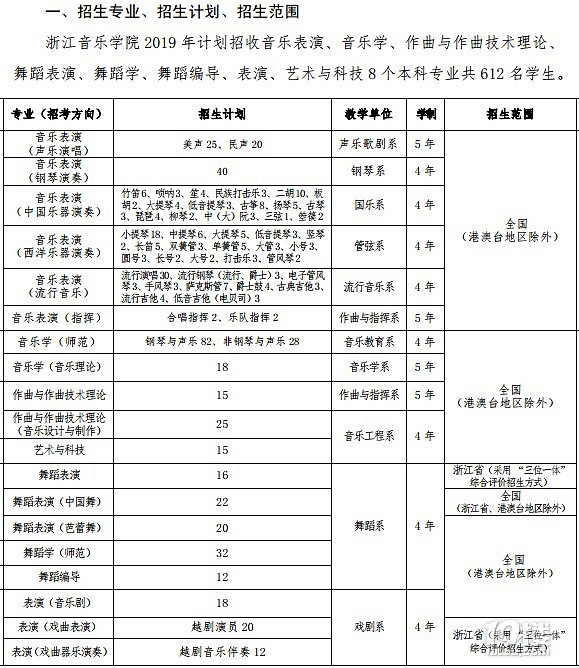 一、招生专业、招生计划、招生范围
浙江音乐学院 2019 年计划招收音乐表演、音乐学、作曲与作曲技术理论、
舞蹈表演、舞蹈学、舞蹈编导、表演、艺术与科技 8 个本科专业共 612 名学生。
专业（招考方向） 招生计划 教学单位 学制 招生范围
音乐表演
（声乐演唱） 美声 25、民声 20 声乐歌剧系 5 年
音乐表演
（钢琴演奏） 40 钢琴系 4 年
音乐表演
（中国乐器演奏）
竹笛6、唢呐3、笙4、民族打击乐3、二胡10、板
胡2、大提琴4、低音提琴3、古筝8、扬琴5、古琴
3、琵琶4、柳琴2、中（大）阮3、三弦1、箜篌2
国乐系 4 年
全国
（港澳台地区除外）
音乐表演
（西洋乐器演奏）
小提琴18、中提琴6、大提琴5、低音提琴3、竖琴
2、长笛5、双簧管3、单簧管5、大管3、小号3、
圆号3、长号2、大号2、打击乐3、管风琴2
管弦系 4 年
音乐表演
（流行音乐）
流行演唱30、流行钢琴（流行、爵士）3、电子管风
琴3、手风琴3、萨克斯管7、爵士鼓4、古典吉他3、
流行吉他4、低音吉他（电贝司）3
流行音乐系 4 年
音乐表演（指挥） 合唱指挥 2、乐队指挥 2 作曲与指挥系 5 年
音乐学（师范） 钢琴与声乐 82、非钢琴与声乐 28 音乐教育系 4 年
音乐学（音乐理论） 18 音乐学系 5 年
作曲与作曲技术理论 15 作曲与指挥系 5 年
全国
（港澳台地区除外）
作曲与作曲技术理论
（音乐设计与制作） 25
音乐工程系 4 年
艺术与科技 15
舞蹈表演 16
浙江省（采用“三位一体”
综合评价招生方式）
舞蹈表演（中国舞） 22
全国
（浙江省、港澳台地区除外）
舞蹈表演（芭蕾舞） 20
舞蹈系 4 年
舞蹈学（师范） 32
全国
（港澳台地区除外）
舞蹈编导 12
表演（音乐剧） 18
戏剧系 4 年
表演（戏曲表演） 越剧演员 20
浙江省（采用“三位一体”
综合评价招生方式）
表演（戏曲器乐演奏） 越剧音乐伴奏 12